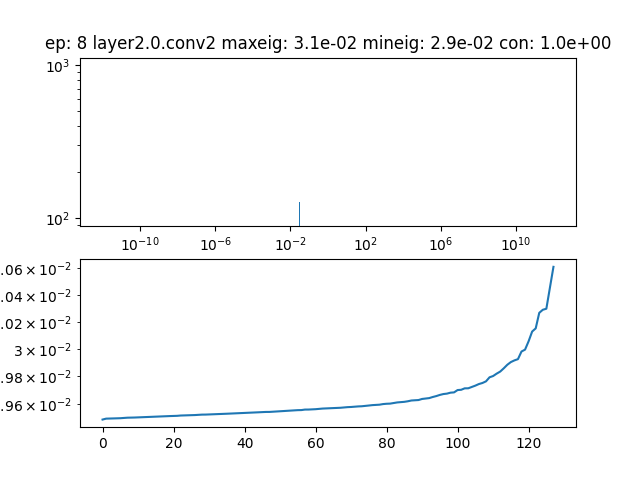 ep: 8 layer2.0.conv2 maxeig: 3.1e-02 mineig: 2.9e-02 con: 1.0e+00
10³
10²
10⁻¹⁰ 10⁻⁶ 10⁻² 10² 10⁶ 10¹⁰
.06 × 10⁻²
.04 × 10⁻²
.02 × 10⁻²
3 × 10⁻²
.98 × 10⁻²
.96 × 10⁻²
0 20 40 60 80 100 120